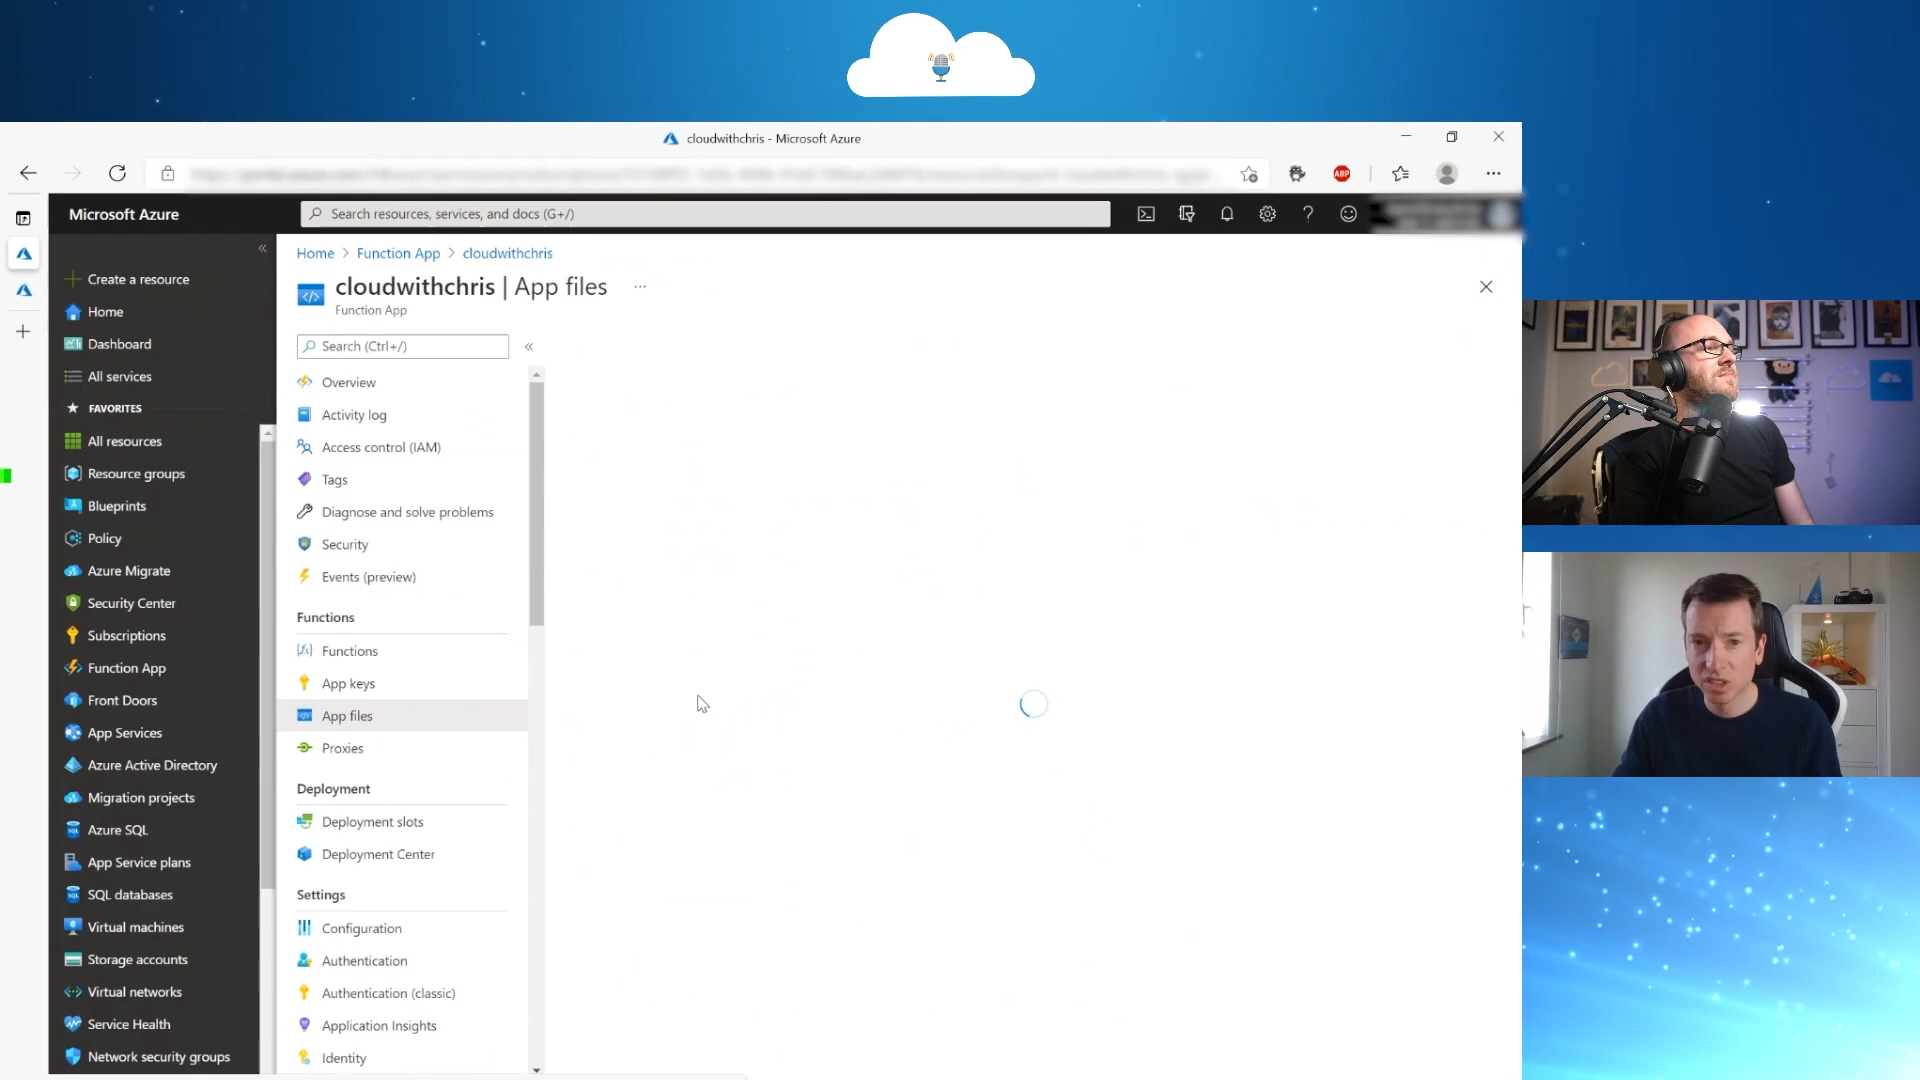 cloudwithchris - Microsoft Azure
ABP
Microsoft Azure
Search resources, services, and docs (G+/)
Create a resource
Home
Dashboard
All services
FAVORITES
All resources
Resource groups
Blueprints
Policy
Azure Migrate
Security Center
Subscriptions
Function App
Front Doors
App Services
Azure Active Directory
Migration projects
Azure SQL
App Service plans
SQL databases
Virtual machines
Storage accounts
Virtual networks
Service Health
Network security groups
Home > Function App > cloudwithchris
cloudwithchris | App files
Function App
Search (Ctrl+/)
Overview
Activity log
Access control (IAM)
Tags
Diagnose and solve problems
Security
Events (preview)
Functions
Functions
App keys
App files
Proxies
Deployment
Deployment slots
Deployment Center
Settings
Configuration
Authentication
Authentication (classic)
Application Insights
Identity